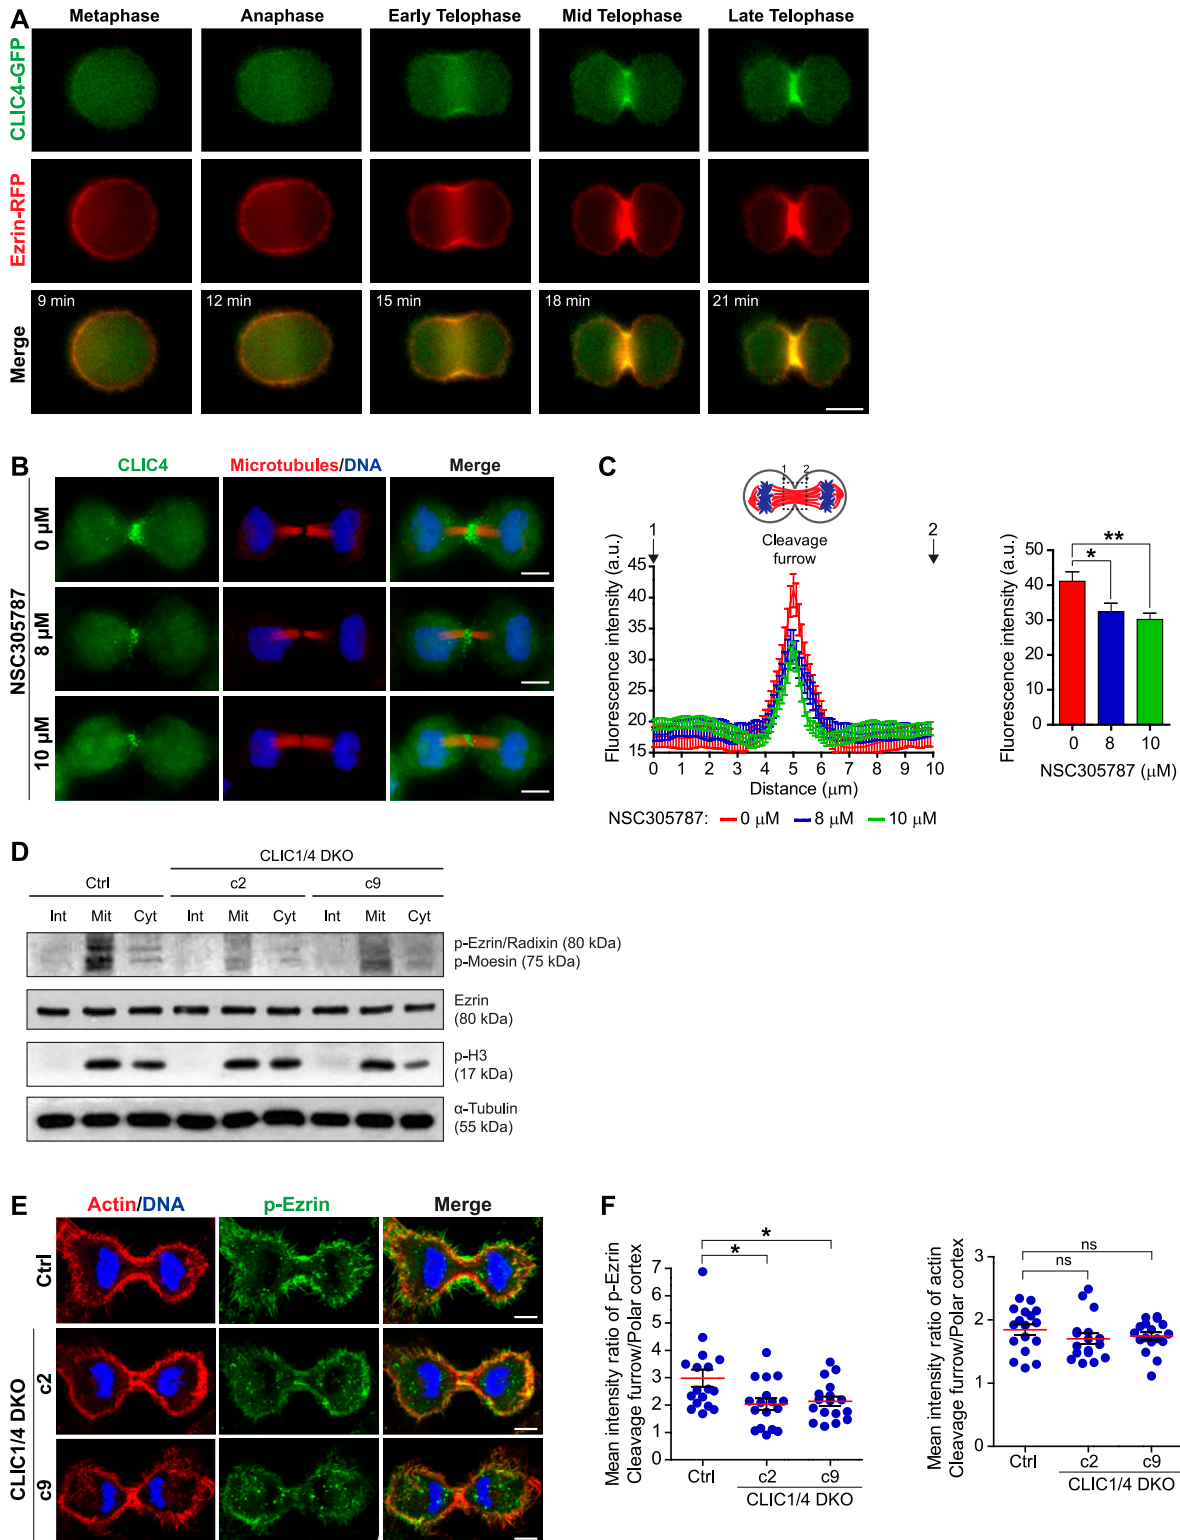 A
Metaphase
Anaphase
Early Telophase
Mid Telophase
Late Telophase
CLIC4-GFP
Ezrin-RFP
Merge
9 min
12 min
15 min
18 min
21 min
B
CLIC4
Microtubules/DNA
Merge
NSC305787
0 µM
8 µM
10 µM
C
1 2
Cleavage
furrow
1
2
Fluorescence intensity (a.u.)
45
40
35
30
25
20
15
0 1 2 3 4 5 6 7 8 9 10
Distance (µm)
NSC305787: 0 µM 8 µM 10 µM
Fluorescence intensity (a.u.)
50
40
30
20
10
0
**
*
0 8 10
NSC305787 (µM)
D
CLIC1/4 DKO
Ctrl c2 c9
Int Mit Cyt Int Mit Cyt Int Mit Cyt
p-Ezrin/Radixin (80 kDa)
p-Moesin (75 kDa)
Ezrin
(80 kDa)
p-H3
(17 kDa)
α-Tubulin
(55 kDa)
E
Actin/DNA
p-Ezrin
Merge
Ctrl
CLIC1/4 DKO
c2
c9
F
Mean intensity ratio of p-Ezrin
Cleavage furrow/Polar cortex
7
6
5
4
3
2
1
0
*
*
Ctrl c2 c9
CLIC1/4 DKO
Mean intensity ratio of actin
Cleavage furrow/Polar cortex
3
2
1
0
ns
ns
Ctrl c2 c9
CLIC1/4 DKO